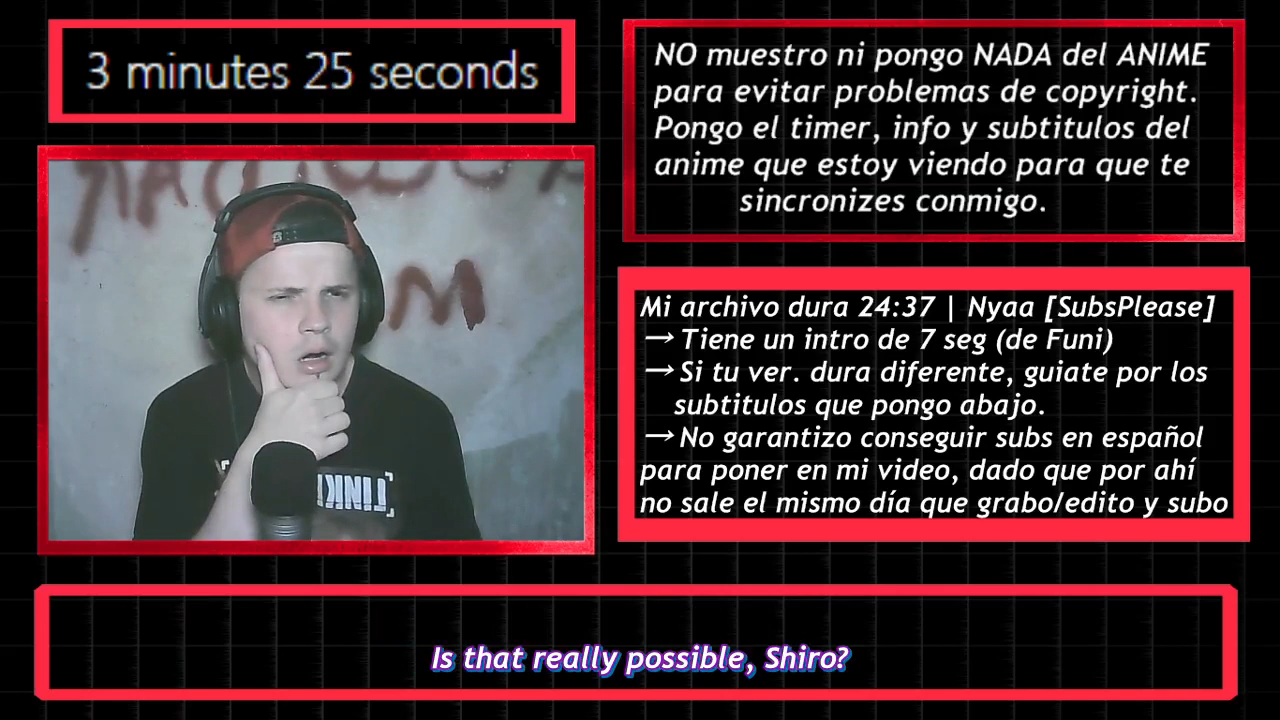 3 minutes 25 seconds
NO muestro ni pongo NADA del ANIME
para evitar problemas de copyright.
Pongo el timer, info y subtitulos del
anime que estoy viendo para que te
sincronizes conmigo.
Mi archivo dura 24:37 | Nyaa [SubsPlease]
→ Tiene un intro de 7 seg (de Funi)
→ Si tu ver. dura diferente, guiate por los
subtitulos que pongo abajo.
→ No garantizo conseguir subs en español
para poner en mi video, dado que por ahí
no sale el mismo día que grabo/edito y subo
Is that really possible, Shiro?